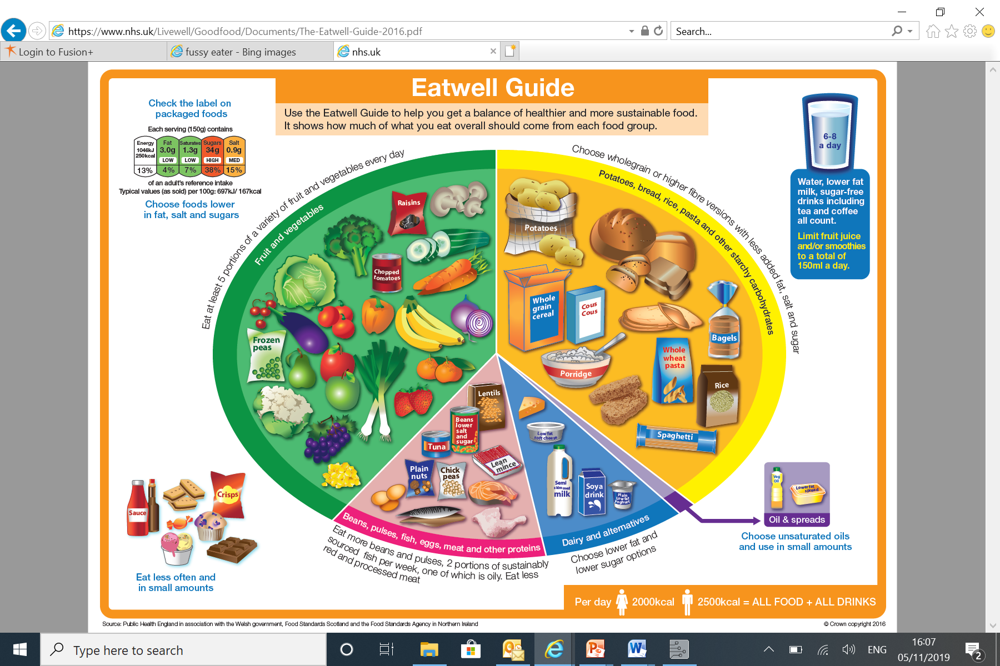 https://www.nhs.uk/Livewell/Goodfood/Documents/The-Eatwell-Guide-2016.pdf
Search...
Login to Fusion+
fussy eater - Bing images
nhs.uk
Eatwell Guide
Use the Eatwell Guide to help you get a balance of healthier and more sustainable food.
It shows how much of what you eat overall should come from each food group.
Check the label on
packaged foods
Each serving (150g) contains
Energy
1046kJ
250kcal
13%
Fat
3.0g
LOW
4%
Saturates
1.3g
LOW
7%
Sugars
34g
HIGH
38%
Salt
0.9g
MED
15%
of an adult's reference intake
Typical values (as sold) per 100g: 697kJ/ 167kcal
Choose foods lower
in fat, salt and sugars
6-8
a day
Water, lower fat
milk, sugar-free
drinks including
tea and coffee
all count.
Limit fruit juice
and/or smoothies
to a total of
150ml a day.
Eat at least 5 portions of a variety of fruit and vegetables every day
Fruit and vegetables
Raisins
Chopped
tomatoes
Frozen
peas
Choose wholegrain or higher fibre versions with less added fat, salt and sugar
Potatoes, bread, rice, pasta and other starchy carbohydrates
Potatoes
Whole
grain
cereal
Cous
Cous
Bagels
Porridge
Whole
wheat
pasta
Rice
Spaghetti
Lentils
Beans
lower
salt
and
sugar
Tuna
Lean
mince
Plain
nuts
Chick
peas
Beans, pulses, fish, eggs, meat and other proteins
Eat more beans and pulses, 2 portions of sustainably
sourced fish per week, one of which is oily. Eat less
red and processed meat
Low fat
soft cheese
Semi
skimmed
milk
Soya
drink
Plain
Low fat
yoghurt
Dairy and alternatives
Choose lower fat and
lower sugar options
Veg
Oil
Lower fat
spread
Oil & spreads
Choose unsaturated oils
and use in small amounts
Crisps
Sauce
Eat less often and
in small amounts
Per day 2000kcal 2500kcal = ALL FOOD + ALL DRINKS
Source: Public Health England in association with the Welsh government, Food Standards Scotland and the Food Standards Agency in Northern Ireland
© Crown copyright 2016
Type here to search
ENG
16:07
05/11/2019
2